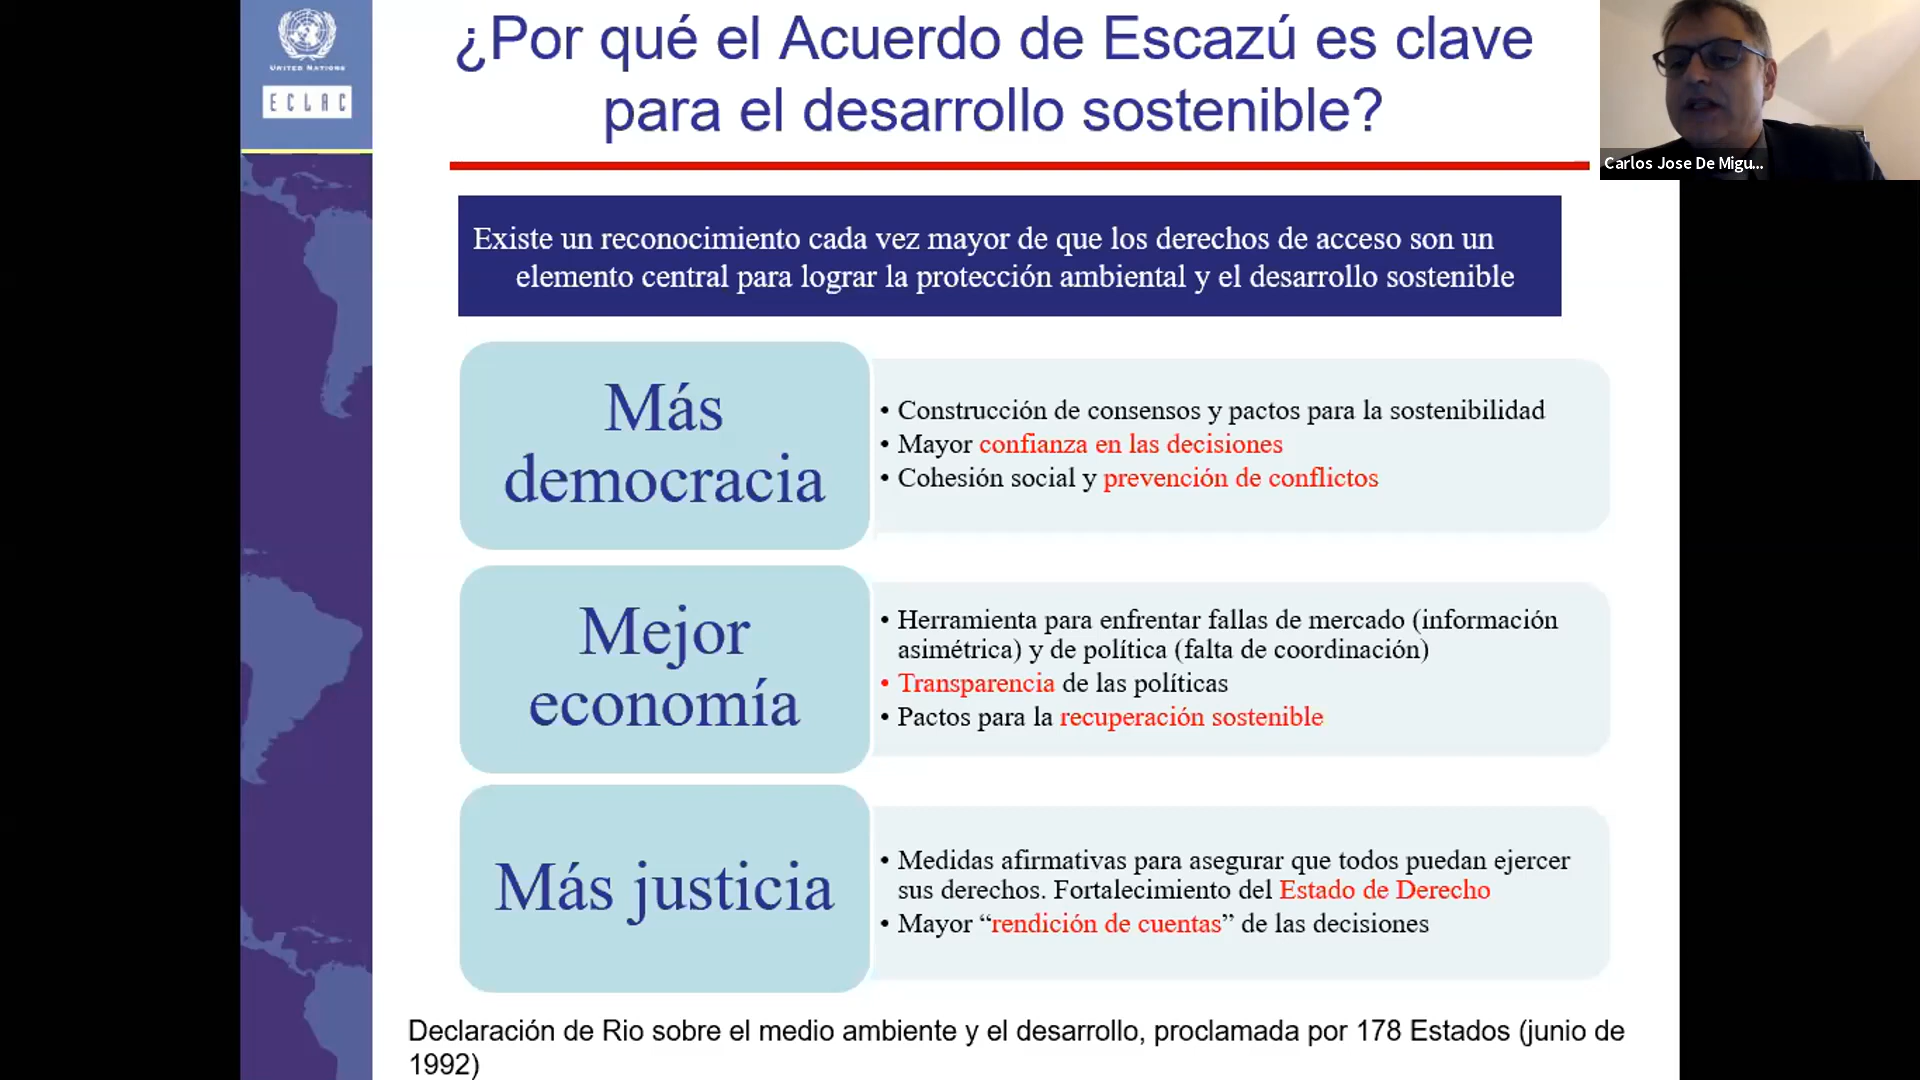 UNITED NATIONS
ECLAC
¿Por qué el Acuerdo de Escazú es clave
para el desarrollo sostenible?
Carlos Jose De Migu...
Existe un reconocimiento cada vez mayor de que los derechos de acceso son un
elemento central para lograr la protección ambiental y el desarrollo sostenible
Más
democracia
• Construcción de consensos y pactos para la sostenibilidad
• Mayor confianza en las decisiones
• Cohesión social y prevención de conflictos
Mejor
economía
• Herramienta para enfrentar fallas de mercado (información
asimétrica) y de política (falta de coordinación)
• Transparencia de las políticas
• Pactos para la recuperación sostenible
Más justicia
• Medidas afirmativas para asegurar que todos puedan ejercer
sus derechos. Fortalecimiento del Estado de Derecho
• Mayor “rendición de cuentas” de las decisiones
Declaración de Rio sobre el medio ambiente y el desarrollo, proclamada por 178 Estados (junio de
1992)